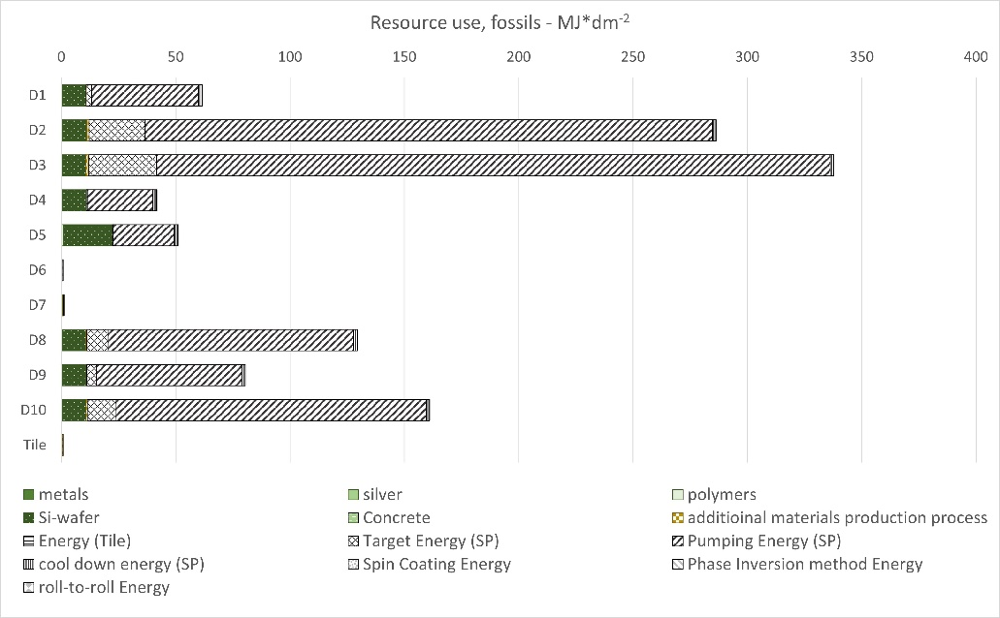 Resource use, fossils - MJ*dm-2
0 50 100 150 200 250 300 350 400
D1
D2
D3
D4
D5
D6
D7
D8
D9
D10
Tile
metals silver polymers
Si-wafer Concrete additioinal materials production process
Energy (Tile) Target Energy (SP) Pumping Energy (SP)
cool down energy (SP) Spin Coating Energy Phase Inversion method Energy
roll-to-roll Energy